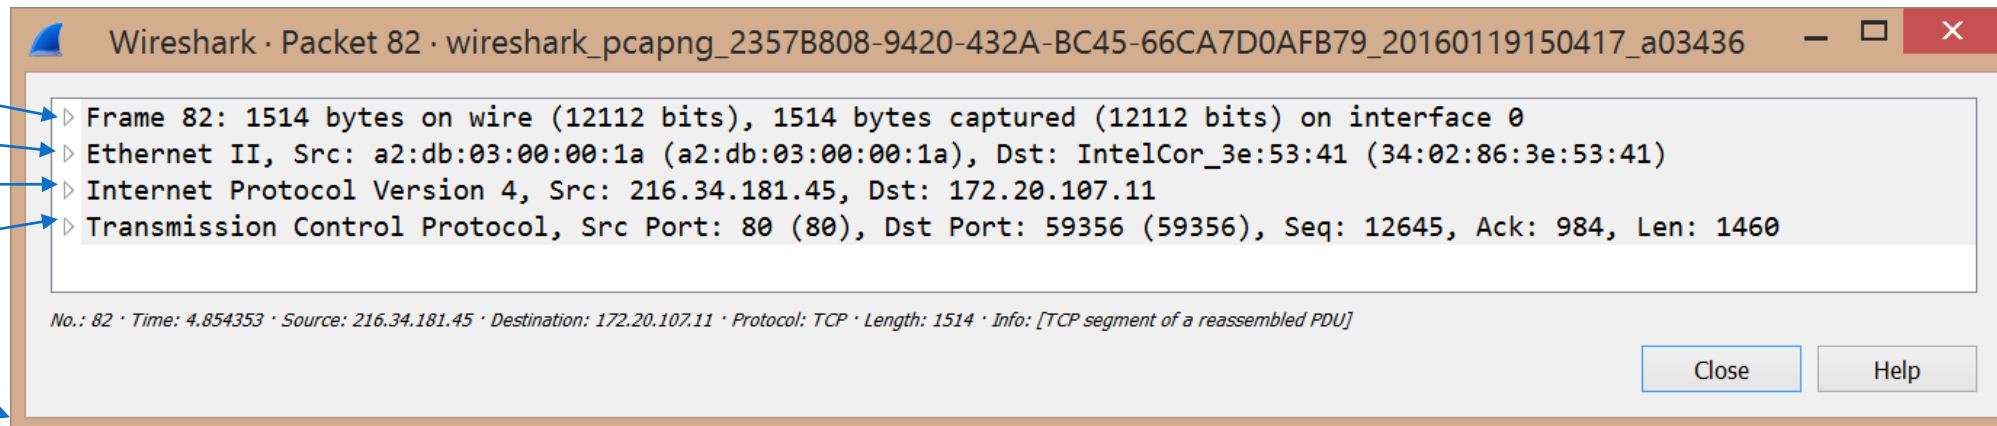 Wireshark · Packet 82 · wireshark_pcapng_2357B808-9420-432A-BC45-66CA7D0AFB79_20160119150417_a03436
Frame 82: 1514 bytes on wire (12112 bits), 1514 bytes captured (12112 bits) on interface 0
Ethernet II, Src: a2:db:03:00:00:1a (a2:db:03:00:00:1a), Dst: IntelCor_3e:53:41 (34:02:86:3e:53:41)
Internet Protocol Version 4, Src: 216.34.181.45, Dst: 172.20.107.11
Transmission Control Protocol, Src Port: 80 (80), Dst Port: 59356 (59356), Seq: 12645, Ack: 984, Len: 1460
No.: 82 · Time: 4.854353 · Source: 216.34.181.45 · Destination: 172.20.107.11 · Protocol: TCP · Length: 1514 · Info: [TCP segment of a reassembled PDU]
Close Help